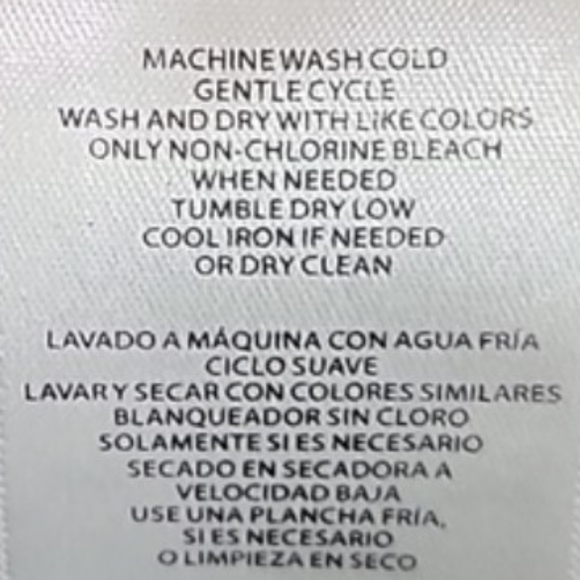 MACHINE WASH COLD
GENTLE CYCLE
WASH AND DRY WITH LIKE COLORS
ONLY NON-CHLORINE BLEACH
WHEN NEEDED
TUMBLE DRY LOW
COOL IRON IF NEEDED
OR DRY CLEAN
LAVADO A MÁQUINA CON AGUA FRÍA
CICLO SUAVE
LAVAR Y SECAR CON COLORES SIMILARES
BLANQUEADOR SIN CLORO
SOLAMENTE SI ES NECESARIO
SECADO EN SECADORA A
VELOCIDAD BAJA
USE UNA PLANCHA FRÍA,
SI ES NECESARIO
O LIMPIEZA EN SECO